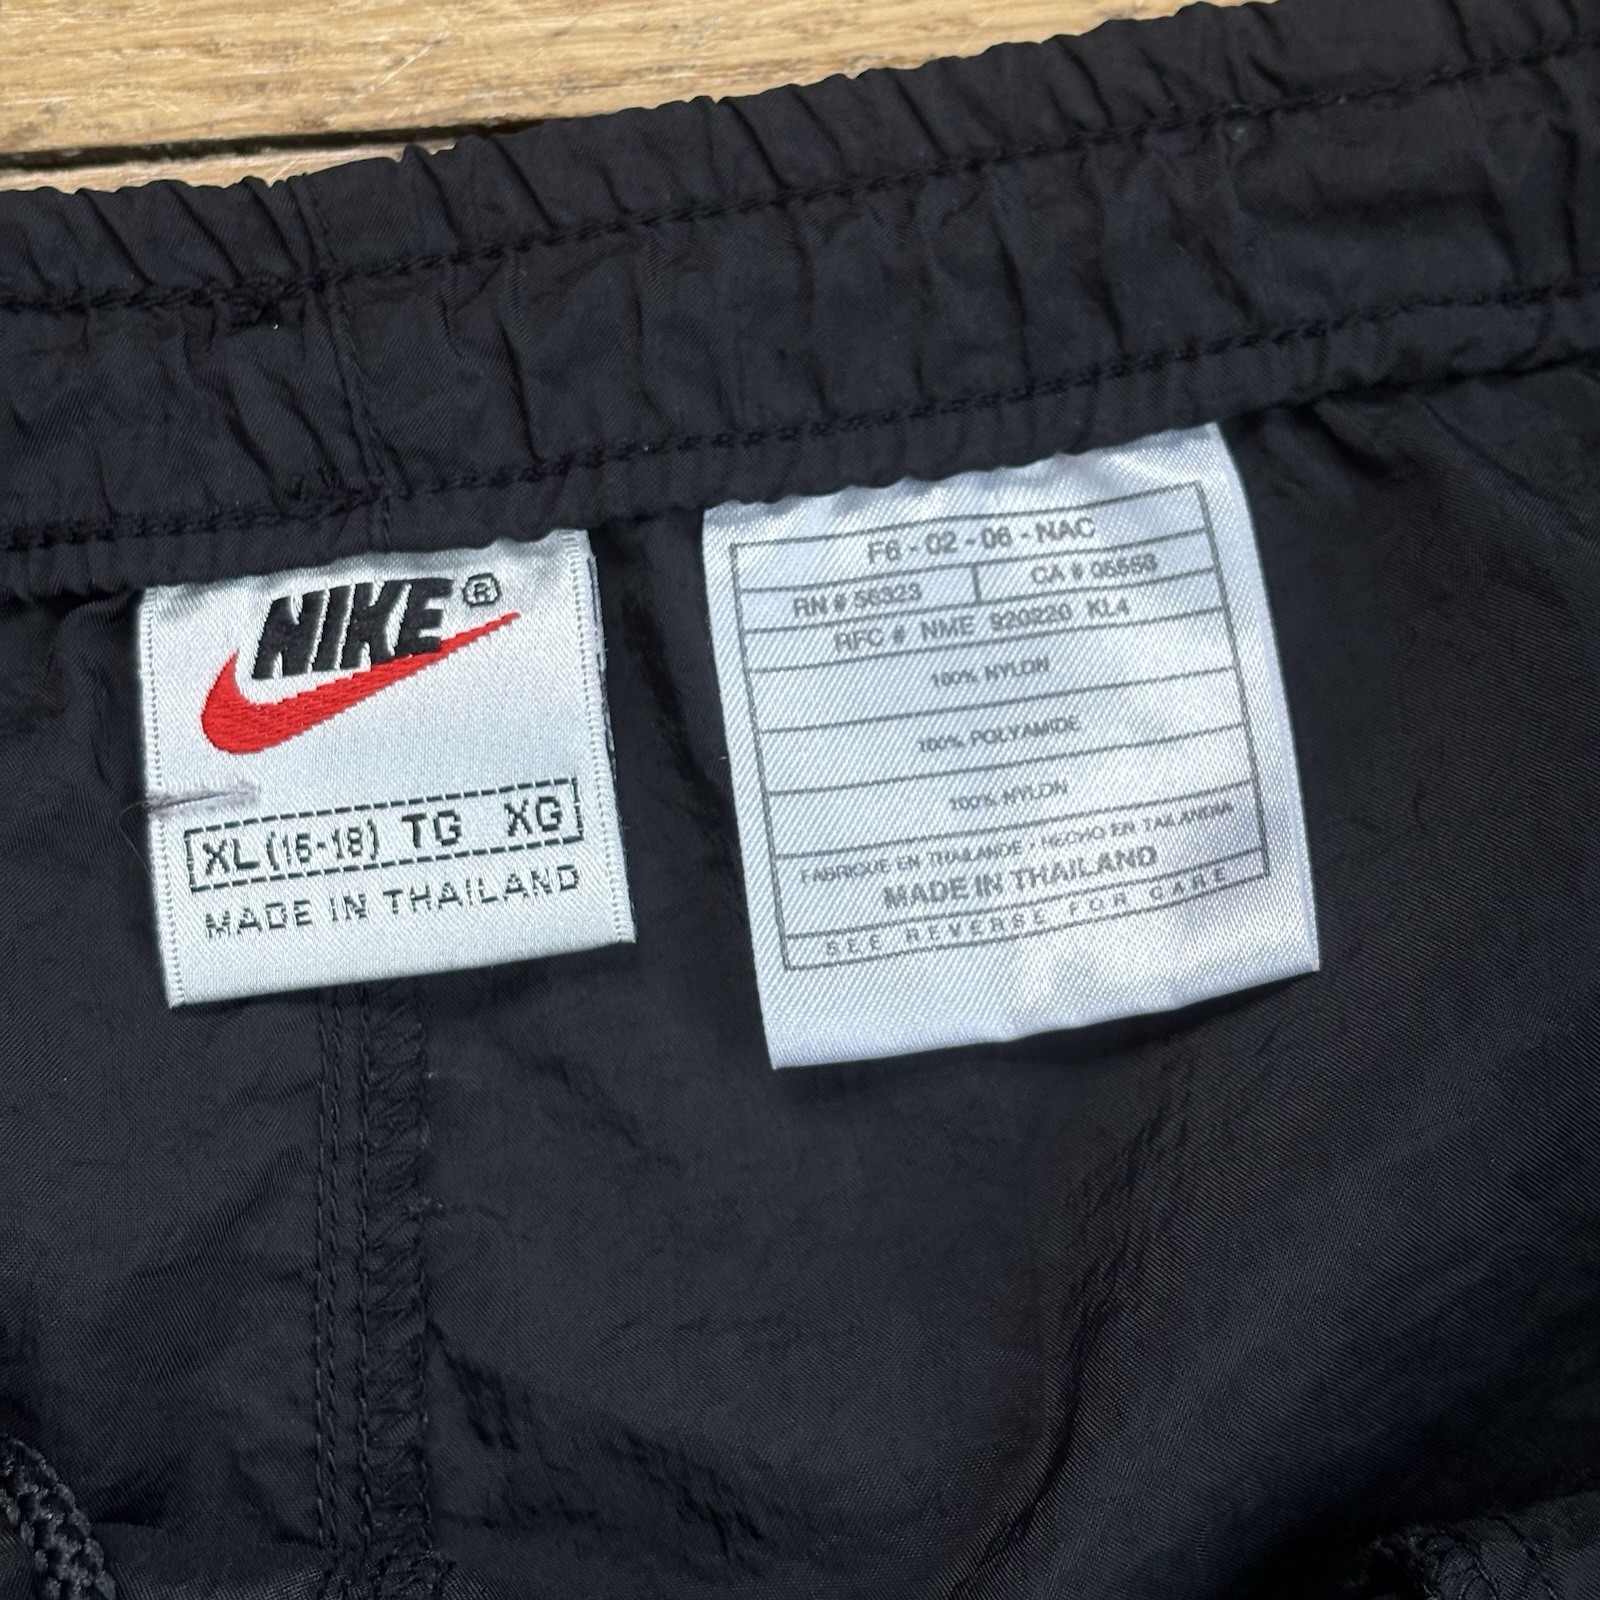 NIKE®
XL (16-18) TG XG
MADE IN THAILAND
F6 - 02 - 06 - NAC
RN # 56323 CA # 05553
RFC # NME 920220 KL4
100% NYLON
100% POLYAMIDE
100% NYLON
FABRIQUE EN THAILANDE • HECHO EN TAILANDIA
MADE IN THAILAND
SEE REVERSE FOR CARE